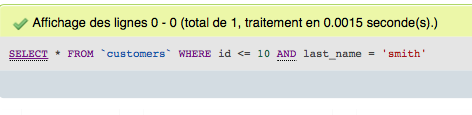 Affichage des lignes 0 - 0 (total de 1, traitement en 0.0015 seconde(s).)
SELECT * FROM `customers` WHERE id <= 10 AND last_name = 'smith'